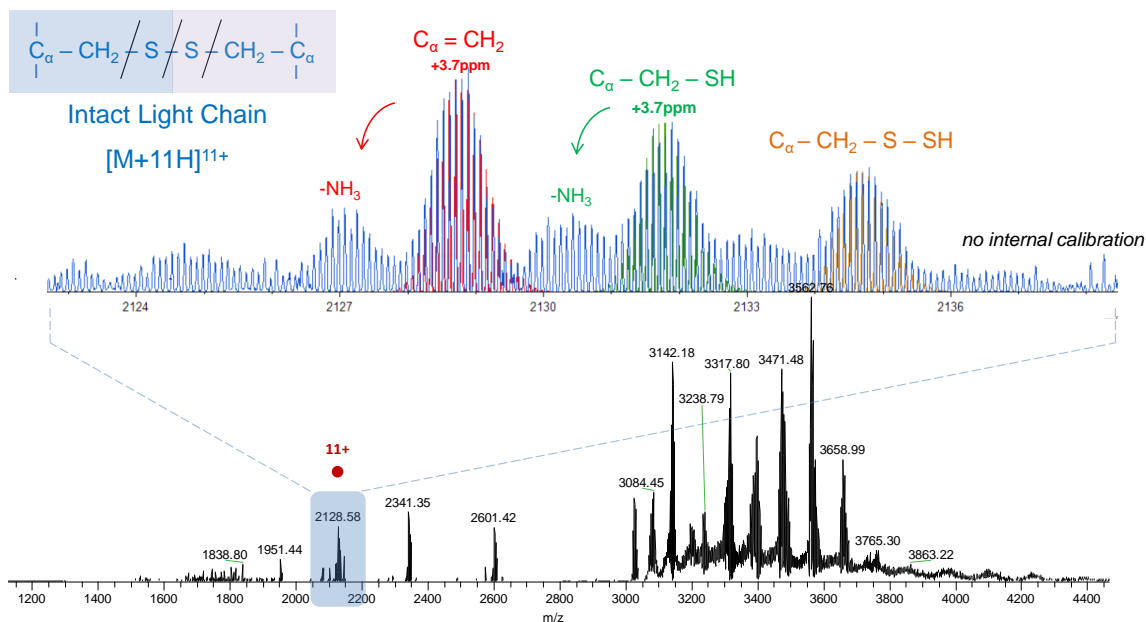 Cα – CH2 – S – S – CH2 – Cα
Intact Light Chain
[M+11H]11+
Cα = CH2
+3.7ppm
-NH3
Cα – CH2 – SH
+3.7ppm
-NH3
Cα – CH2 – S – SH
no internal calibration
2124 2127 2130 2133 2136
11+
1838.80
1951.44
2128.58
2341.35
2601.42
3084.45
3142.18
3238.79
3317.80
3471.48
3562.76
3658.99
3765.30
3863.22
1200 1400 1600 1800 2000 2200 2400 2600 2800 3000 3200 3400 3600 3800 4000 4200 4400
m/z